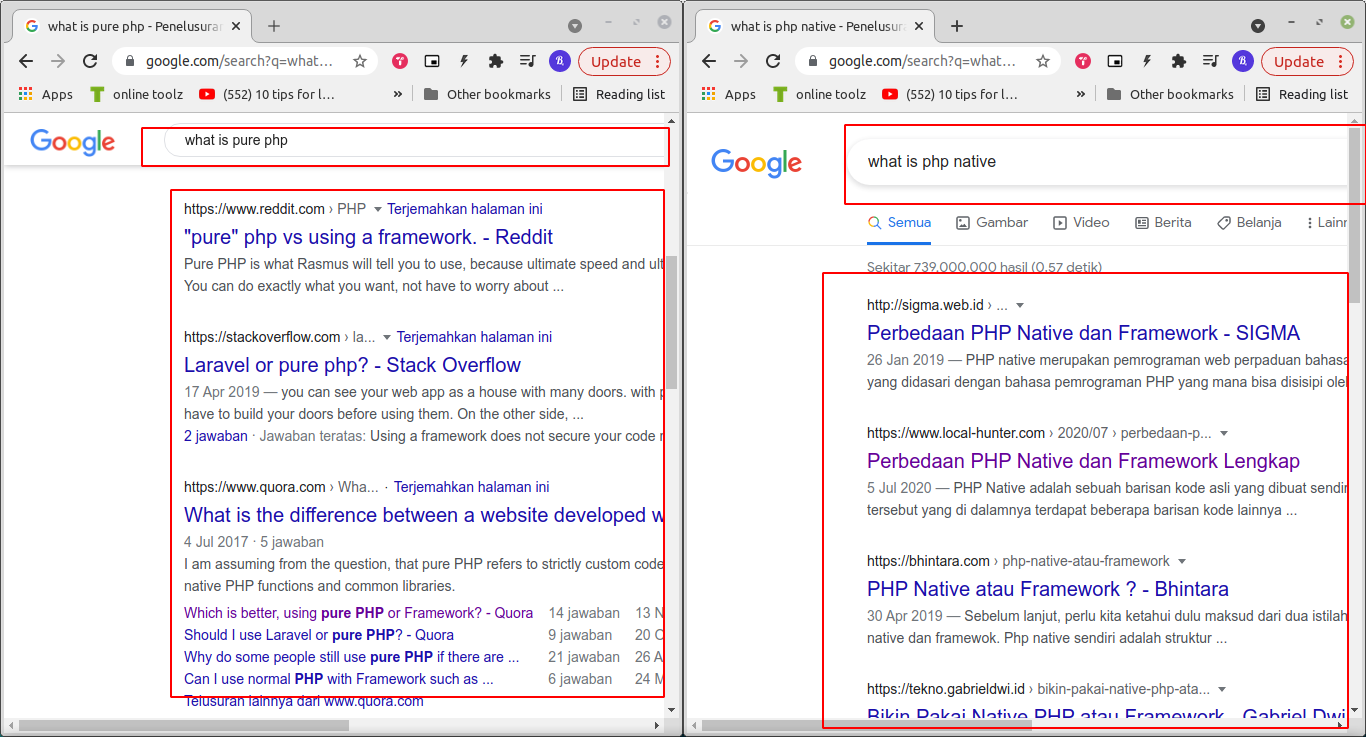 what is pure php - Penelusura
google.com/search?q=what...
Update
Apps
online toolz
(552) 10 tips for l...
»
Other bookmarks
Reading list
Google
what is pure php
https://www.reddit.com › PHP Terjemahkan halaman ini
"pure" php vs using a framework. - Reddit
Pure PHP is what Rasmus will tell you to use, because ultimate speed and ult
You can do exactly what you want, not have to worry about ...
https://stackoverflow.com › la... Terjemahkan halaman ini
Laravel or pure php? - Stack Overflow
17 Apr 2019 — you can see your web app as a house with many doors. with p
have to build your doors before using them. On the other side, ...
2 jawaban · Jawaban teratas: Using a framework does not secure your code n
https://www.quora.com › Wha... · Terjemahkan halaman ini
What is the difference between a website developed w
4 Jul 2017 · 5 jawaban
I am assuming from the question, that pure PHP refers to strictly custom code
native PHP functions and common libraries.
Which is better, using pure PHP or Framework? - Quora 14 jawaban 13 N
Should I use Laravel or pure PHP? - Quora 9 jawaban 20 O
Why do some people still use pure PHP if there are ... 21 jawaban 26 A
Can I use normal PHP with Framework such as ... 6 jawaban 24 M
Telusuran lainnya dari www.quora.com
what is php native - Penelusura
google.com/search?q=what...
Update
Apps
online toolz
(552) 10 tips for l...
»
Other bookmarks
Reading list
Google
what is php native
Semua Gambar Video Berita Belanja Lainn
Sekitar 739.000.000 hasil (0,57 detik)
http://sigma.web.id › ...
Perbedaan PHP Native dan Framework - SIGMA
26 Jan 2019 — PHP native merupakan pemrograman web perpaduan bahasa
yang didasari dengan bahasa pemrograman PHP yang mana bisa disisipi oleh
https://www.local-hunter.com › 2020/07 › perbedaan-p...
Perbedaan PHP Native dan Framework Lengkap
5 Jul 2020 — PHP Native adalah sebuah barisan kode asli yang dibuat sendir
tersebut yang di dalamnya terdapat beberapa barisan kode lainnya ...
https://bhintara.com › php-native-atau-framework
PHP Native atau Framework ? - Bhintara
30 Apr 2019 — Sebelum lanjut, perlu kita ketahui dulu maksud dari dua istilah
native dan framewok. Php native sendiri adalah struktur ...
https://tekno.gabrieldwi.id › bikin-pakai-native-php-ata...
Bikin Pakai Native PHP atau Framework - Gabriel Dwi